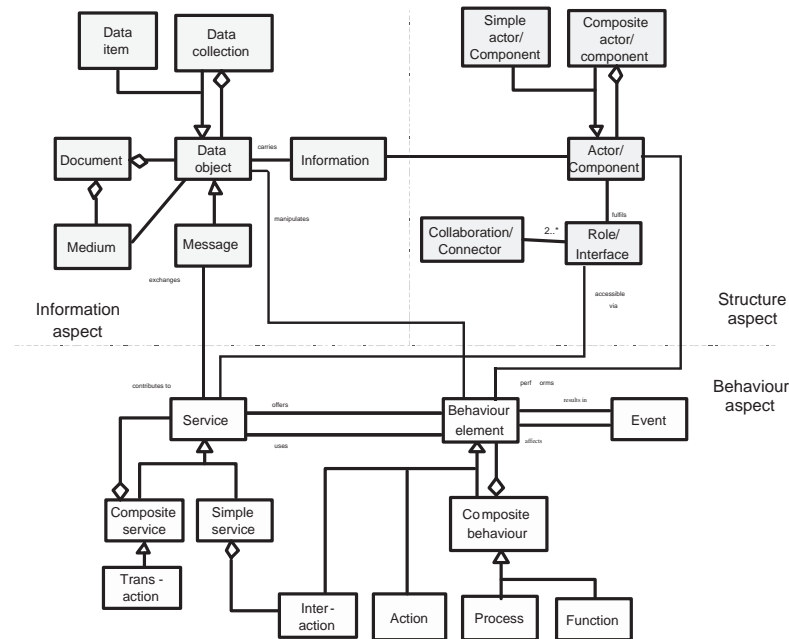 Data
item
Data
collection
Simple
actor/
Component
Composite
actor/
component
Document
Data
object
carries
Information
Actor/
Component
manipulates
fulfils
Medium
Message
Collaboration/
Connector
2..*
Role/
Interface
exchanges
accessible
via
Information
aspect
Structure
aspect
contributes to
offers
perf orms
results in
Behaviour
aspect
Service
Behaviour
element
Event
uses
affects
Composite
service
Simple
service
Composite
behaviour
Trans -
action
Inter -
action
Action
Process
Function